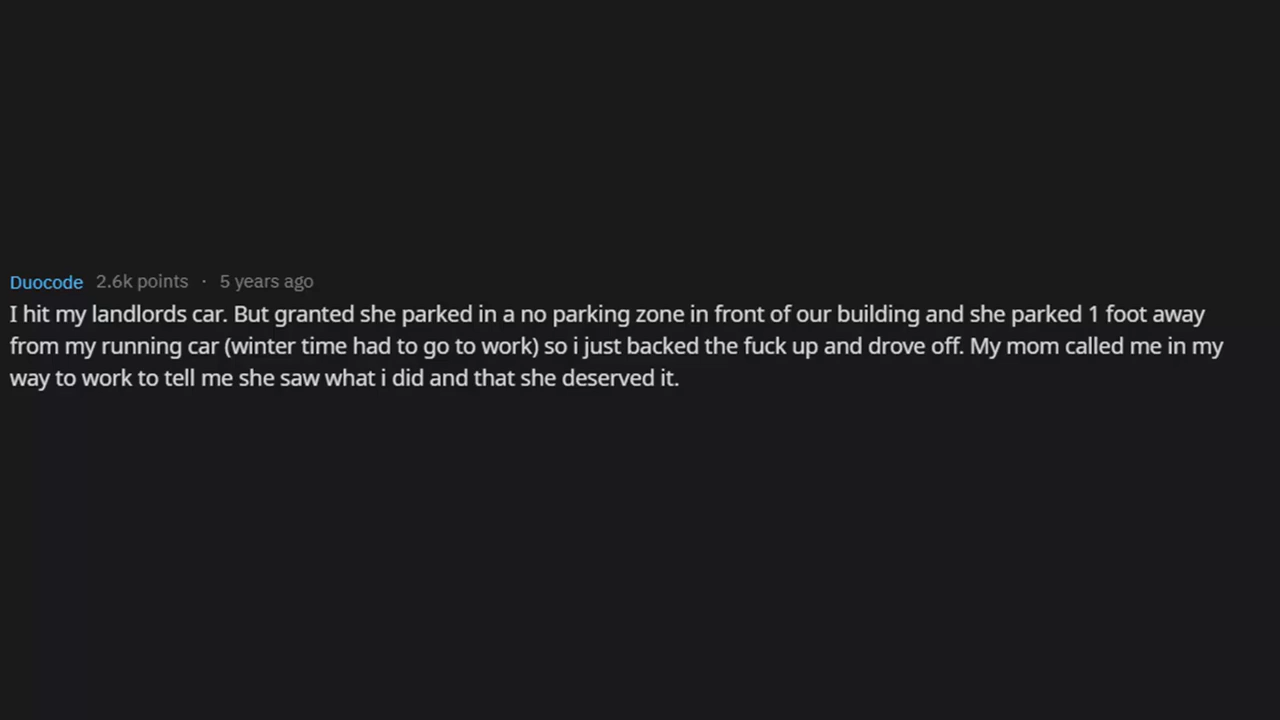 Duocode 2.6k points · 5 years ago
I hit my landlords car. But granted she parked in a no parking zone in front of our building and she parked 1 foot away
from my running car (winter time had to go to work) so i just backed the fuck up and drove off. My mom called me in my
way to work to tell me she saw what i did and that she deserved it.